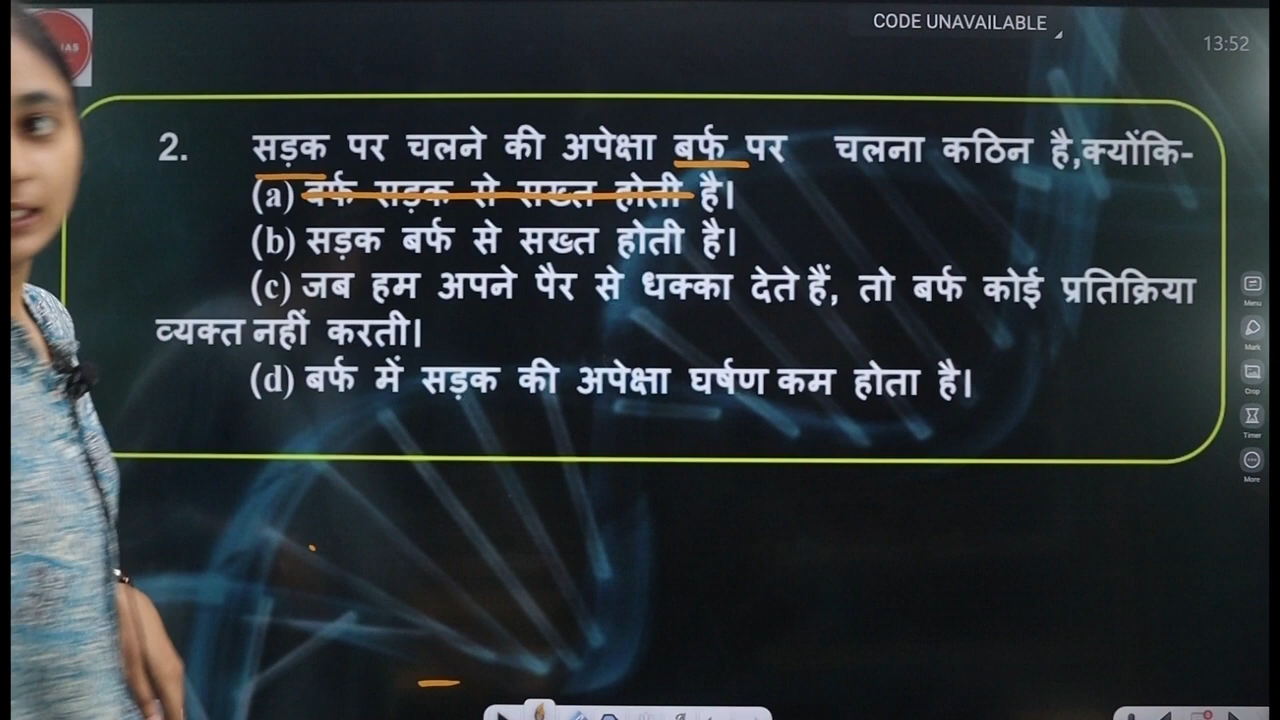 IAS
CODE UNAVAILABLE
13:52
2. सड़क पर चलने की अपेक्षा बर्फ पर चलना कठिन है,क्योंकि-
(a) बर्फ सड़क से सख्त होती है।
(b) सड़क बर्फ से सख्त होती है।
(c) जब हम अपने पैर से धक्का देते हैं, तो बर्फ कोई प्रतिक्रिया
व्यक्त नहीं करती।
(d) बर्फ में सड़क की अपेक्षा घर्षण कम होता है।
Menu
Mark
Crop
Timer
More